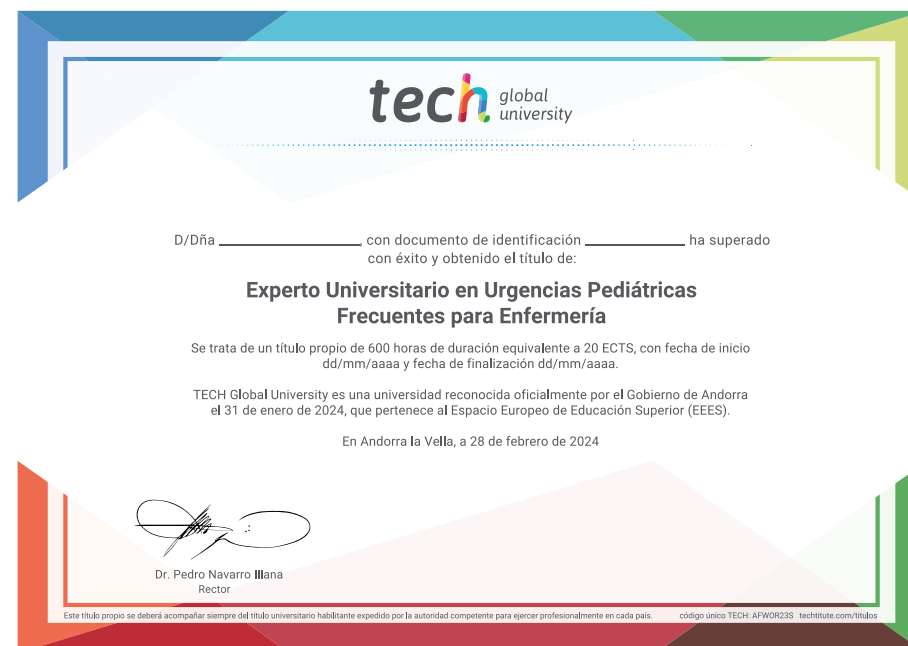 tech global university
D/Dña ______________________, con documento de identificación ______________ ha superado
con éxito y obtenido el título de:
Experto Universitario en Urgencias Pediátricas
Frecuentes para Enfermería
Se trata de un título propio de 600 horas de duración equivalente a 20 ECTS, con fecha de inicio
dd/mm/aaaa y fecha de finalización dd/mm/aaaa.
TECH Global University es una universidad reconocida oficialmente por el Gobierno de Andorra
el 31 de enero de 2024, que pertenece al Espacio Europeo de Educación Superior (EEES).
En Andorra la Vella, a 28 de febrero de 2024
Dr. Pedro Navarro Illana
Rector
Este título propio se deberá acompañar siempre del título universitario habilitante expedido por la autoridad competente para ejercer profesionalmente en cada país. código único TECH: AFWOR23S techtitute.com/titulos